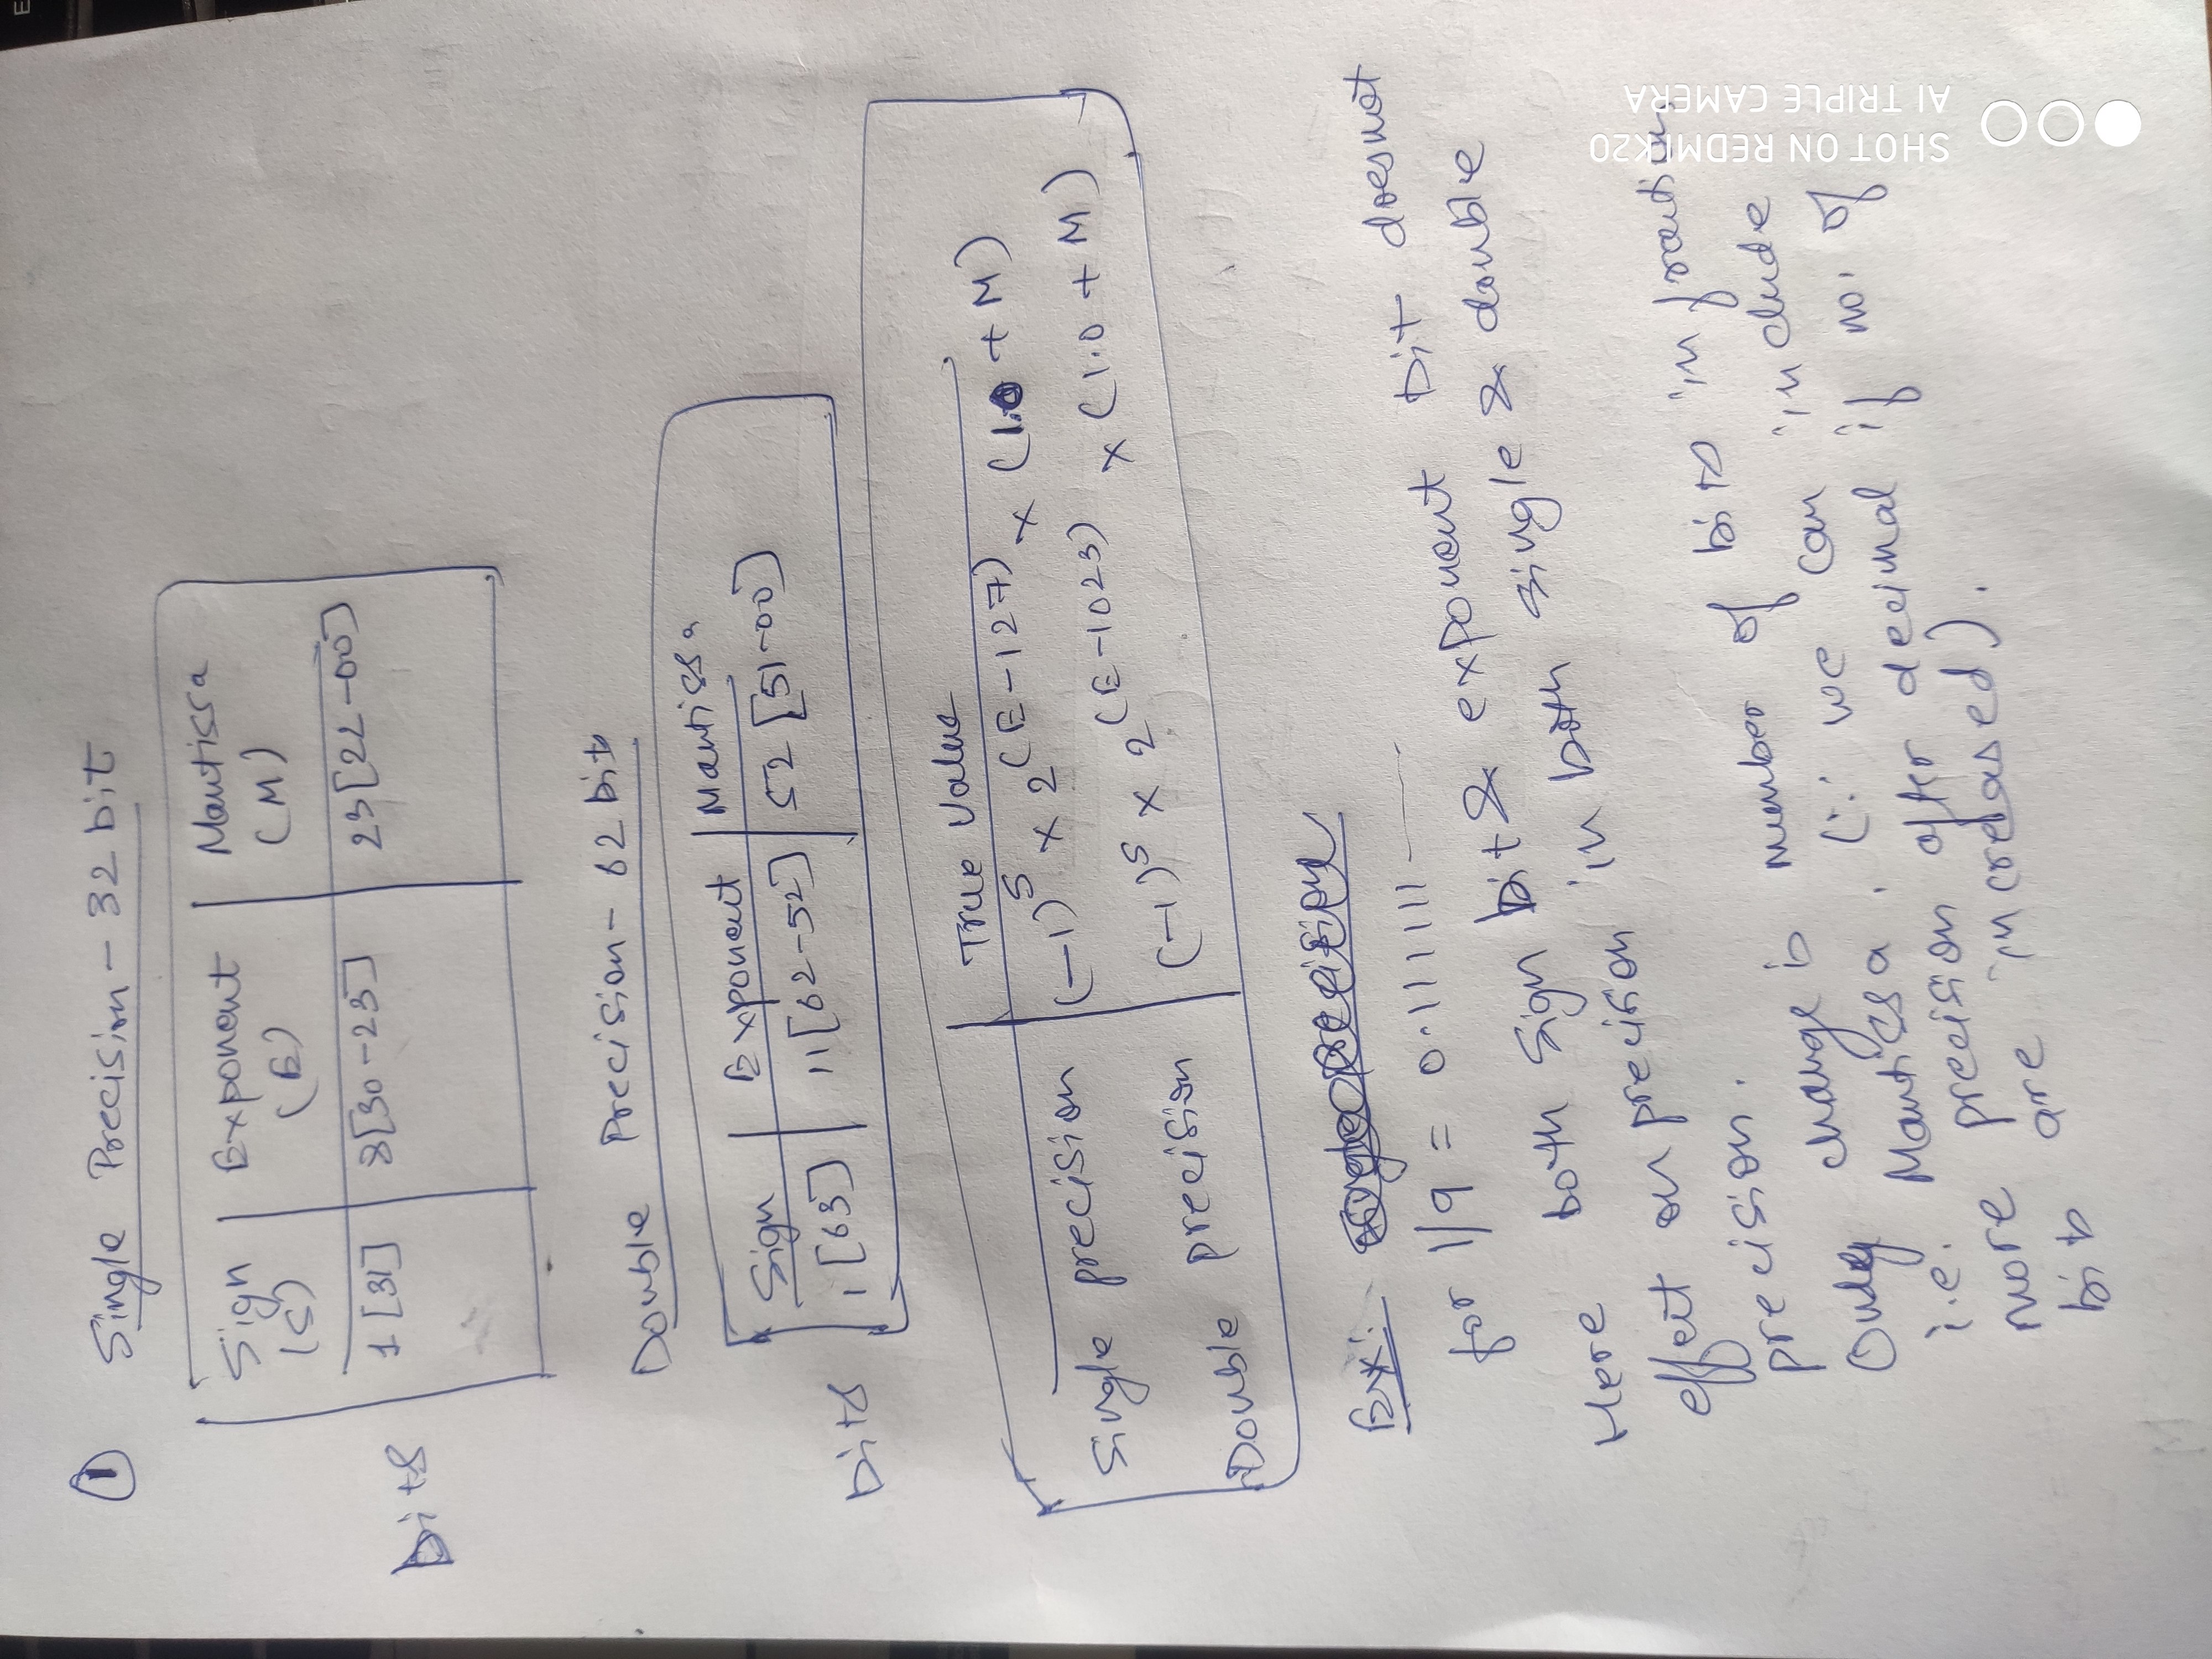 1 Single Precision - 32 bit
Sign Exponent Mantissa
(S) (E) (M)
Bits 1 [31] 8[30-23] 23[22-00]
Double Precision - 62 bits
Sign Exponent Mantissa
Bits 1 [63] 11[62-52] 52 [51-00]
True Value
Single precision (-1)^S × 2^(E-127) × (1.0 + M)
Double precision (-1)^S × 2^(E-1023) × (1.0 + M)
Ex:
for 1/9 = 0.111111
Here both sign bit & exponent bit doesnot
effect on precision in both single & double
precision.
Only change is number of bits in fraction
i.e. Mantissa. (∵ we can include
more precision after decimal if no. of
bits are increased).
SHOT ON REDMI K20
AI TRIPLE CAMERA